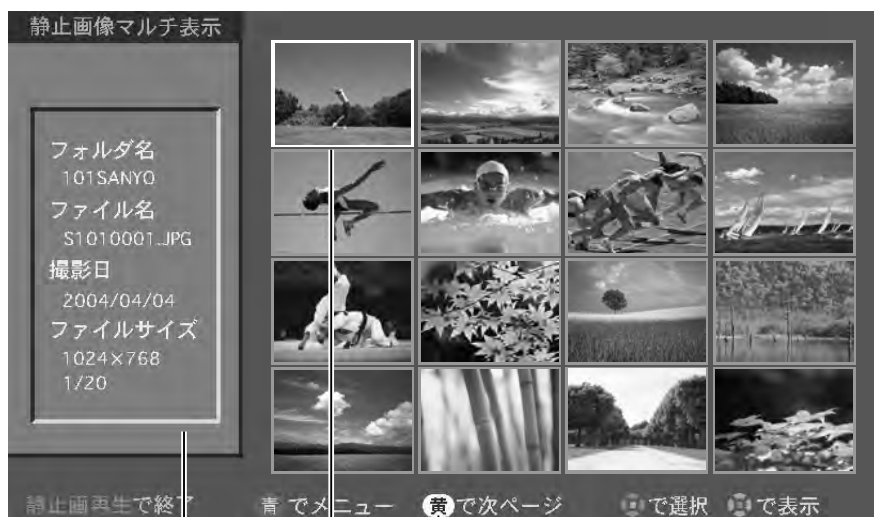 静止画像マルチ表示
フォルダ名
101SANYO
ファイル名
S1010001.JPG
撮影日
2004/04/04
ファイルサイズ
1024×768
1/20
静止画再生で終了
青 でメニュー
黄 で次ページ
で選択
で表示